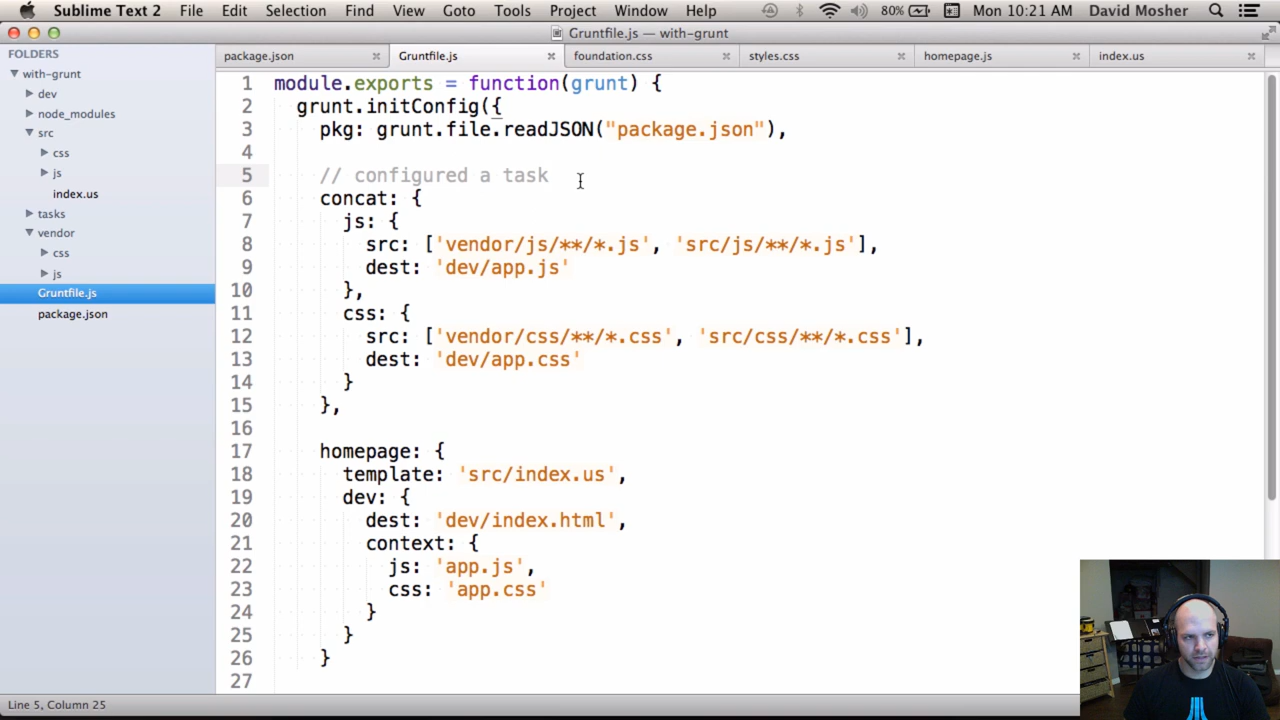 Sublime Text 2 File Edit Selection Find View Goto Tools Project Window Help 80% Mon 10:21 AM David Mosher
Gruntfile.js — with-grunt
FOLDERS
with-grunt
dev
node_modules
src
css
js
index.us
tasks
vendor
css
js
Gruntfile.js
package.json
package.json Gruntfile.js foundation.css styles.css homepage.js index.us
1 module.exports = function(grunt) {
2 grunt.initConfig({
3 pkg: grunt.file.readJSON("package.json"),
4
5 // configured a task
6 concat: {
7 js: {
8 src: ['vendor/js/**/*.js', 'src/js/**/*.js'],
9 dest: 'dev/app.js'
10 },
11 css: {
12 src: ['vendor/css/**/*.css', 'src/css/**/*.css'],
13 dest: 'dev/app.css'
14 }
15 },
16
17 homepage: {
18 template: 'src/index.us',
19 dev: {
20 dest: 'dev/index.html',
21 context: {
22 js: 'app.js',
23 css: 'app.css'
24 }
25 }
26 }
27
Line 5, Column 25